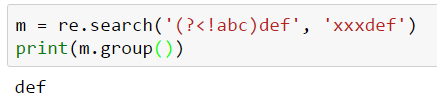 m = re.search('(?<!abc)def', 'xxxdef')
print(m.group())
def